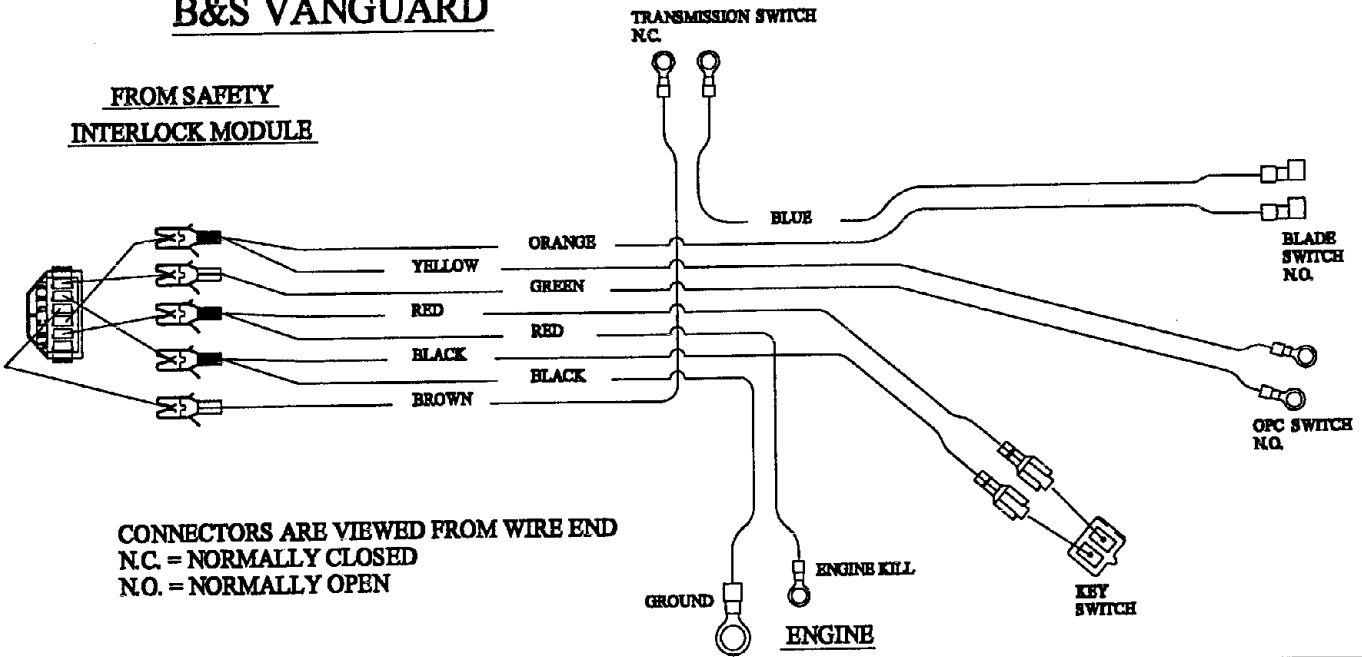 B&S VANGUARD
TRANSMISSION SWITCH
N.C.
FROM SAFETY
INTERLOCK MODULE
BLUE
ORANGE
BLADE
SWITCH
N.O.
YELLOW
GREEN
RED
RED
BLACK
BLACK
BROWN
OPC SWITCH
N.O.
CONNECTORS ARE VIEWED FROM WIRE END
N.C. = NORMALLY CLOSED
N.O. = NORMALLY OPEN
ENGINE KILL
GROUND
KEY
SWITCH
ENGINE